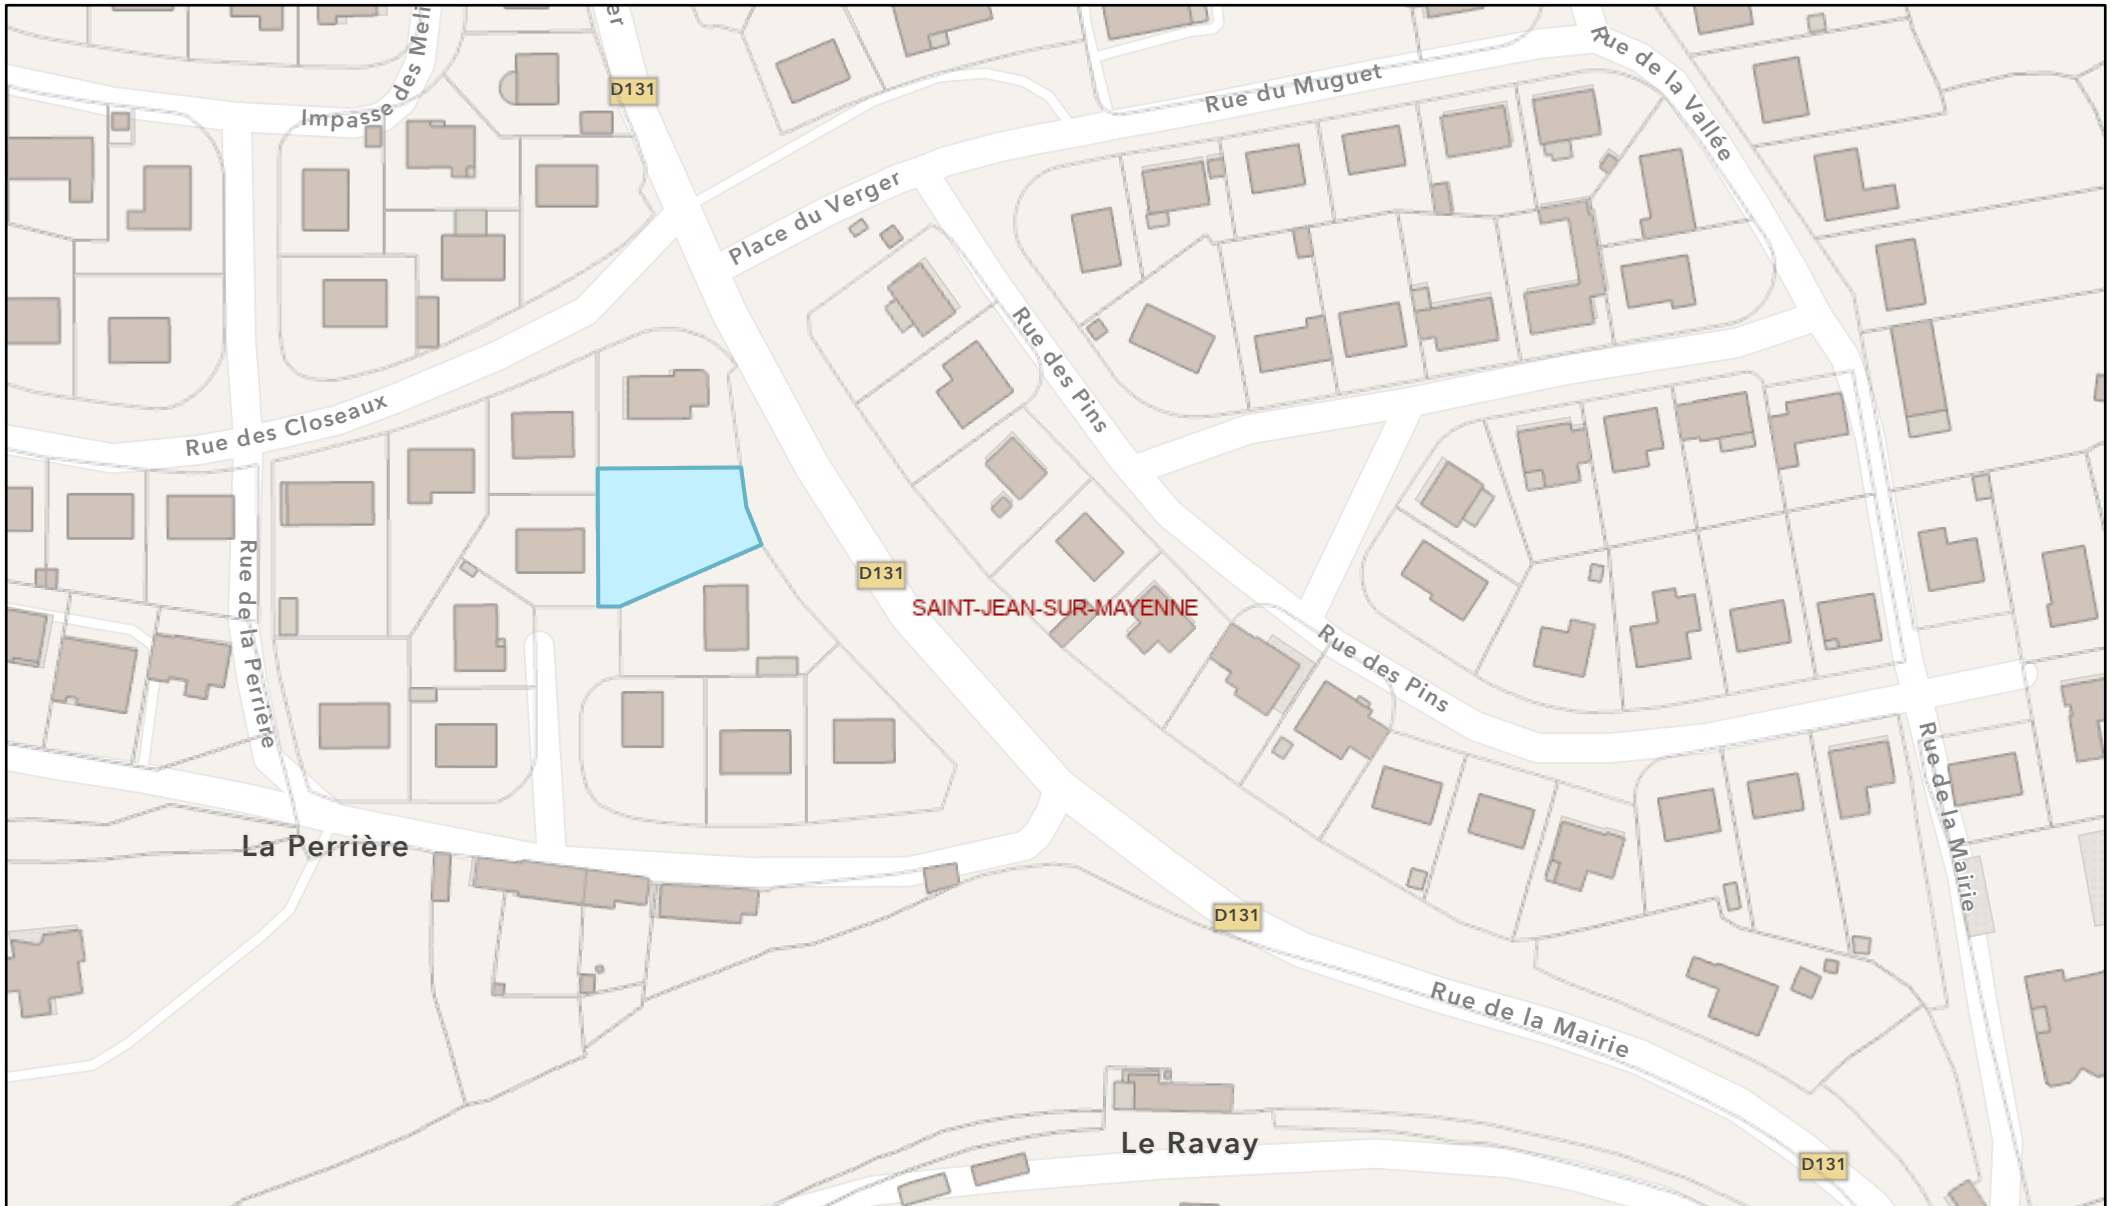 Impasse des Meli
er
D131
Rue du Muguet
Rue de la Vallée
Place du Verger
Rue des Pins
Rue des Closeaux
Rue de la Perrière
D131
SAINT-JEAN-SUR-MAYENNE
Rue des Pins
Rue de la Mairie
La Perrière
D131
Rue de la Mairie
Le Ravay
D131